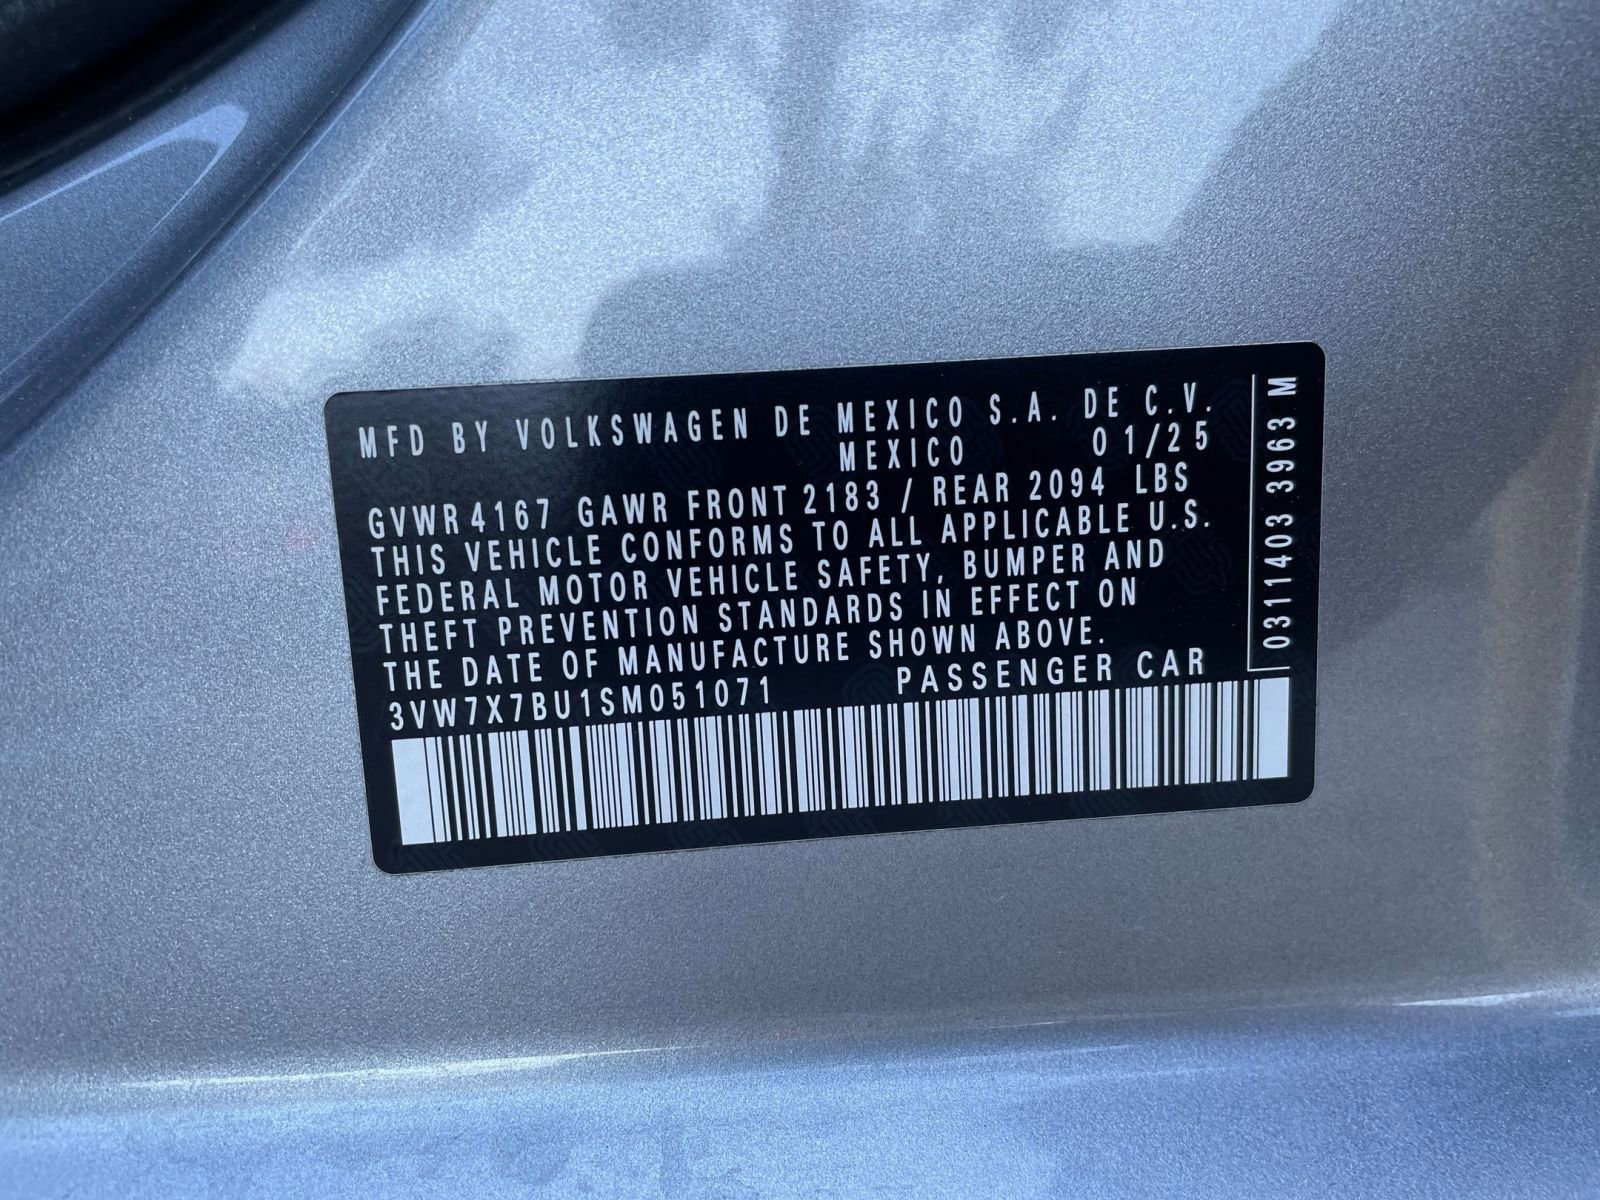 MFD BY VOLKSWAGEN DE MEXICO S.A. DE C.V.
MEXICO 01/25
GVWR 4167 GAWR FRONT 2183 / REAR 2094 LBS
THIS VEHICLE CONFORMS TO ALL APPLICABLE U.S.
FEDERAL MOTOR VEHICLE SAFETY, BUMPER AND
THEFT PREVENTION STANDARDS IN EFFECT ON
THE DATE OF MANUFACTURE SHOWN ABOVE.
3VW7X7BU1SM051071 PASSENGER CAR
0311403 3963 M